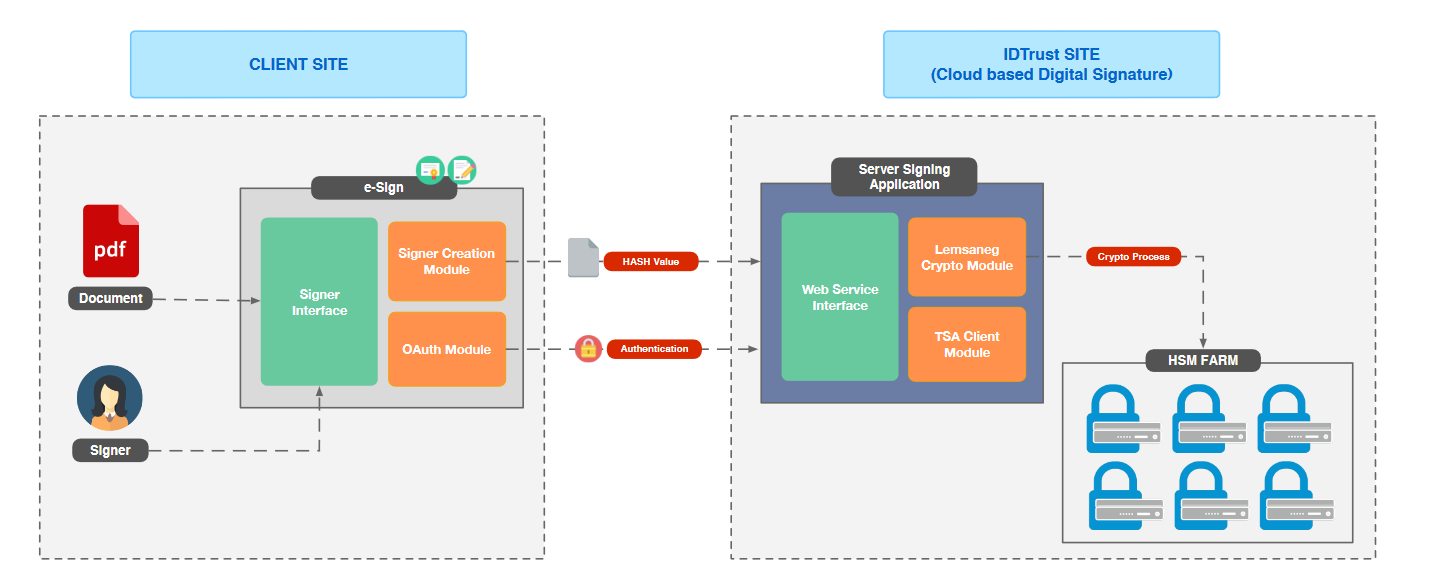 CLIENT SITE
IDTrust SITE
(Cloud based Digital Signature)
e-Sign
Server Signing
Application
pdf
Document
Signer
Signer
Interface
Signer Creation
Module
OAuth Module
HASH Value
Authentication
Web Service
Interface
Lemsaneg
Crypto Module
TSA Client
Module
Crypto Process
HSM FARM